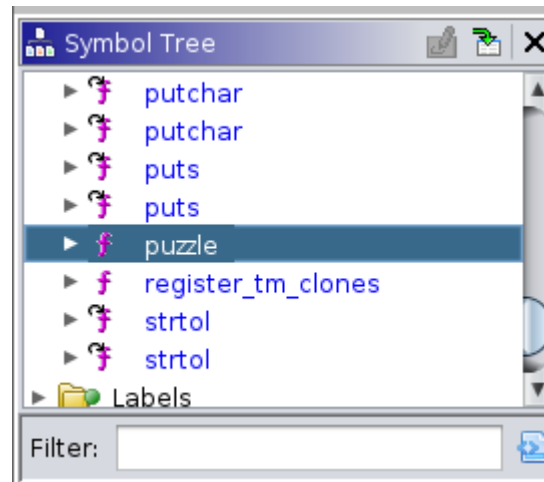 Symbol Tree
putchar
putchar
puts
puts
puzzle
register_tm_clones
strtol
strtol
Labels
Filter: